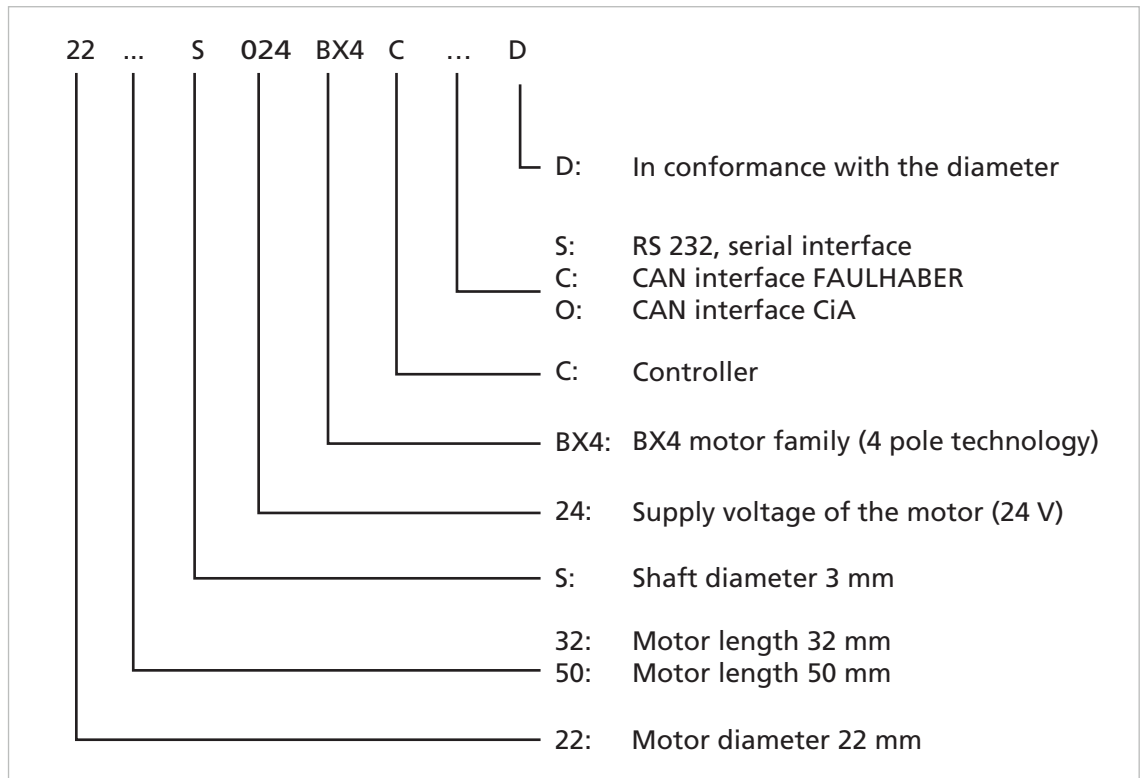 22 ... S 024 BX4 C ... D
D: In conformance with the diameter
S: RS 232, serial interface
C: CAN interface FAULHABER
O: CAN interface CiA
C: Controller
BX4: BX4 motor family (4 pole technology)
24: Supply voltage of the motor (24 V)
S: Shaft diameter 3 mm
32: Motor length 32 mm
50: Motor length 50 mm
22: Motor diameter 22 mm